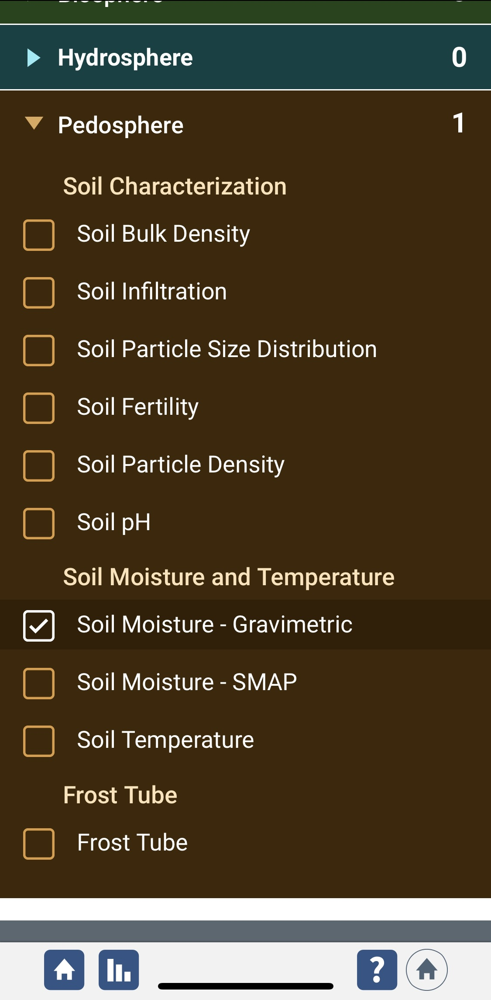 Hydrosphere 0
Pedosphere 1
Soil Characterization
Soil Bulk Density
Soil Infiltration
Soil Particle Size Distribution
Soil Fertility
Soil Particle Density
Soil pH
Soil Moisture and Temperature
Soil Moisture - Gravimetric
Soil Moisture - SMAP
Soil Temperature
Frost Tube
Frost Tube
?